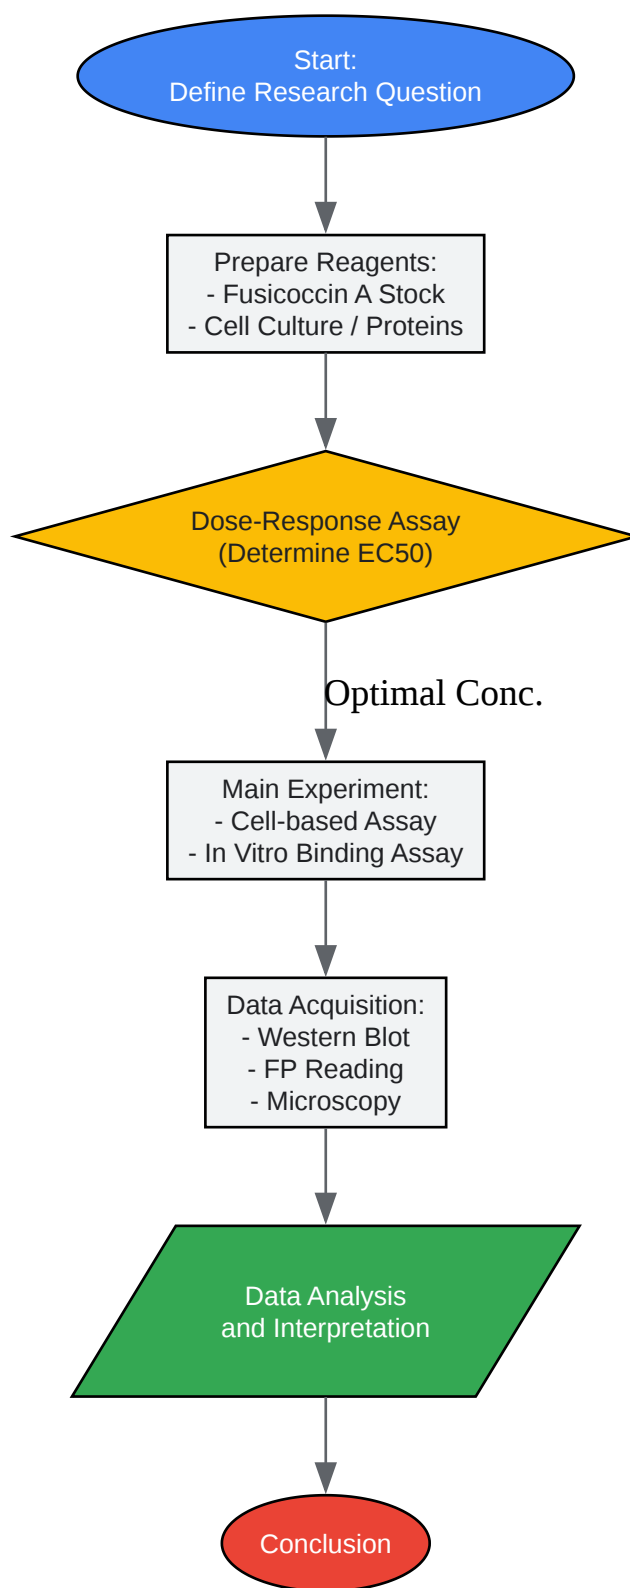 Start:
Define Research Question
Prepare Reagents:
- Fusicoccin A Stock
- Cell Culture / Proteins
Dose-Response Assay
(Determine EC50)
Optimal Conc.
Main Experiment:
- Cell-based Assay
- In Vitro Binding Assay
Data Acquisition:
- Western Blot
- FP Reading
- Microscopy
Data Analysis
and Interpretation
Conclusion